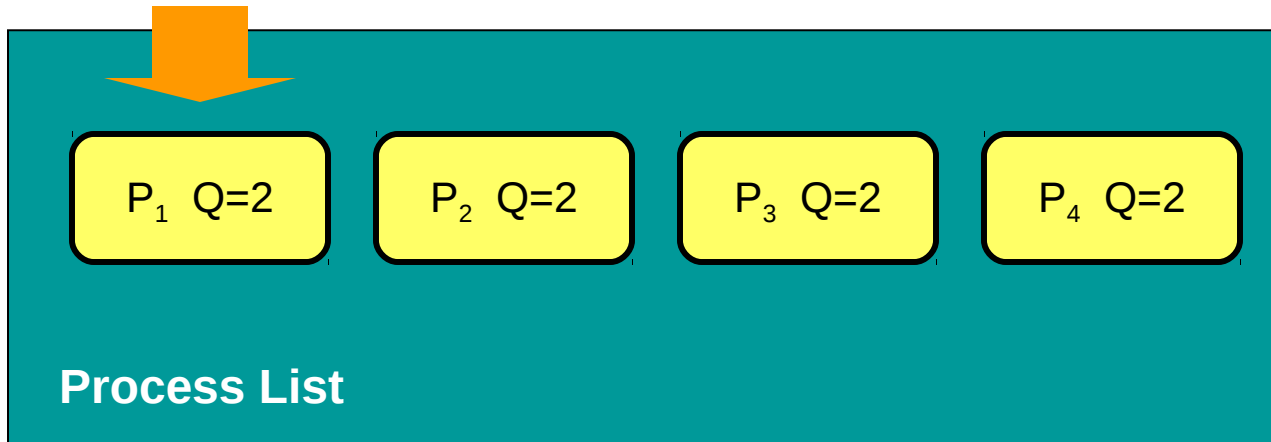 P₁ Q=2
P₂ Q=2
P₃ Q=2
P₄ Q=2
Process List